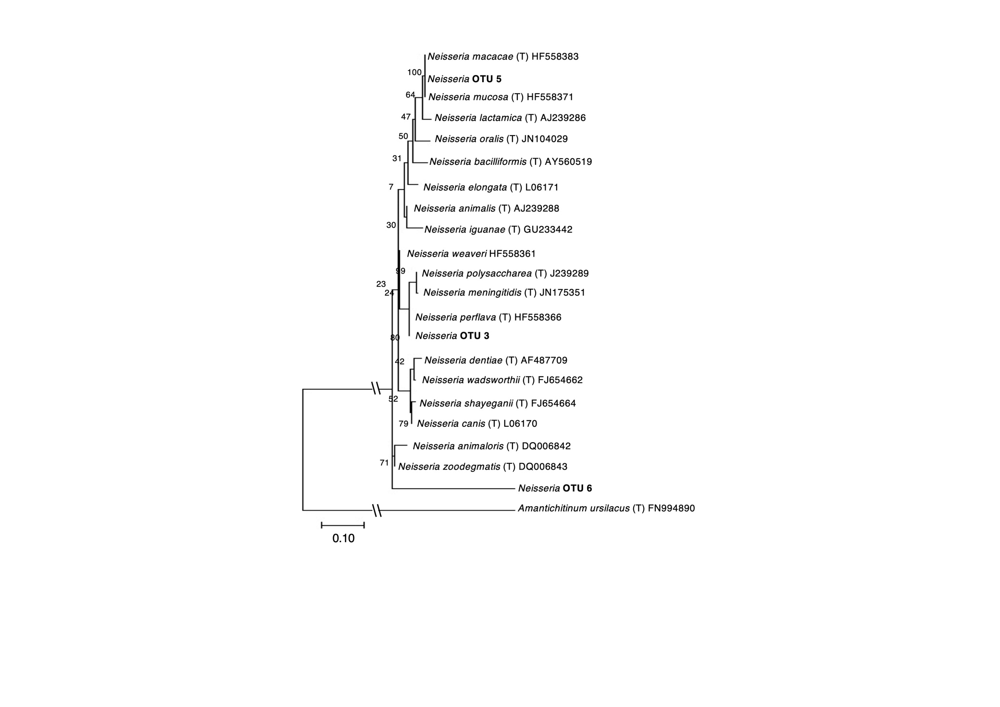 Neisseria macacae (T) HF558383
100
Neisseria OTU 5
64
Neisseria mucosa (T) HF558371
47
Neisseria lactamica (T) AJ239286
50
Neisseria oralis (T) JN104029
31
Neisseria bacilliformis (T) AY560519
7
Neisseria elongata (T) L06171
Neisseria animalis (T) AJ239288
30
Neisseria iguanae (T) GU233442
Neisseria weaveri HF558361
99
Neisseria polysaccharea (T) J239289
23
24
Neisseria meningitidis (T) JN175351
Neisseria perflava (T) HF558366
80
Neisseria OTU 3
42
Neisseria dentiae (T) AF487709
Neisseria wadsworthii (T) FJ654662
52
Neisseria shayeganii (T) FJ654664
79
Neisseria canis (T) L06170
Neisseria animaloris (T) DQ006842
71
Neisseria zoodegmatis (T) DQ006843
Neisseria OTU 6
Amantichitinum ursilacus (T) FN994890
0.10